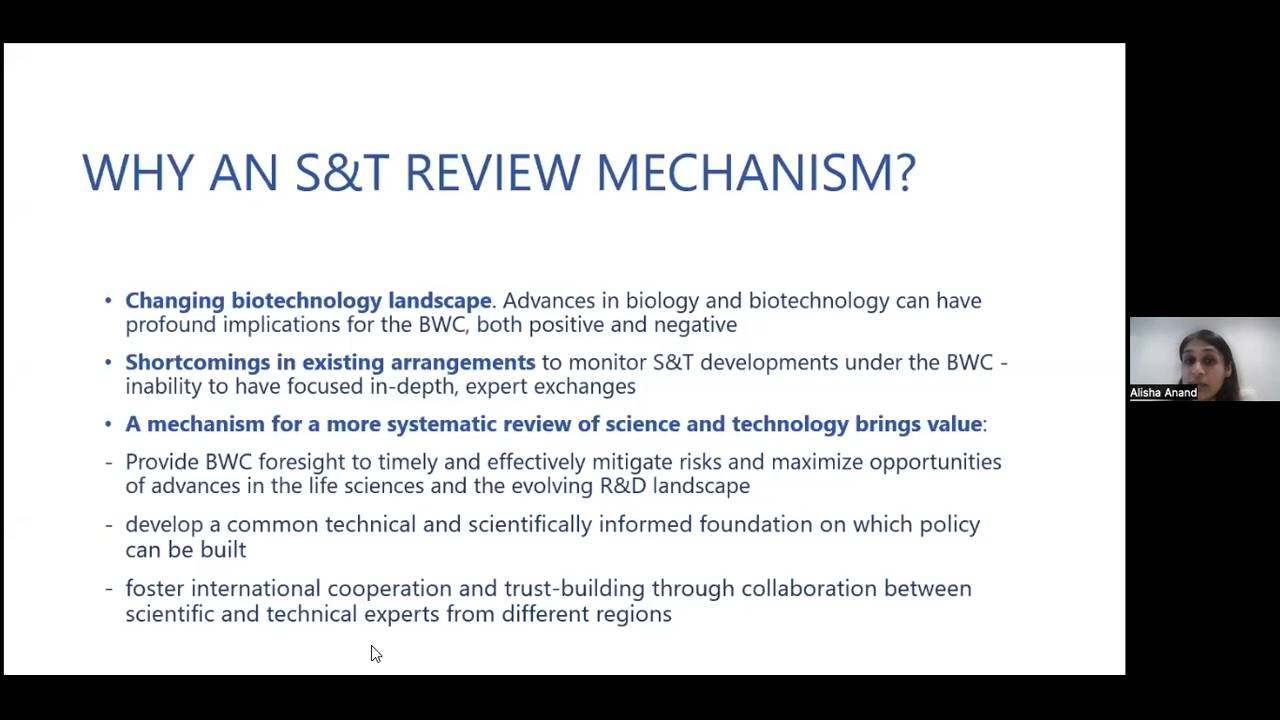 WHY AN S&T REVIEW MECHANISM?
• Changing biotechnology landscape. Advances in biology and biotechnology can have
profound implications for the BWC, both positive and negative
• Shortcomings in existing arrangements to monitor S&T developments under the BWC -
inability to have focused in-depth, expert exchanges
• A mechanism for a more systematic review of science and technology brings value:
- Provide BWC foresight to timely and effectively mitigate risks and maximize opportunities
of advances in the life sciences and the evolving R&D landscape
- develop a common technical and scientifically informed foundation on which policy
can be built
- foster international cooperation and trust-building through collaboration between
scientific and technical experts from different regions
Alisha Anand